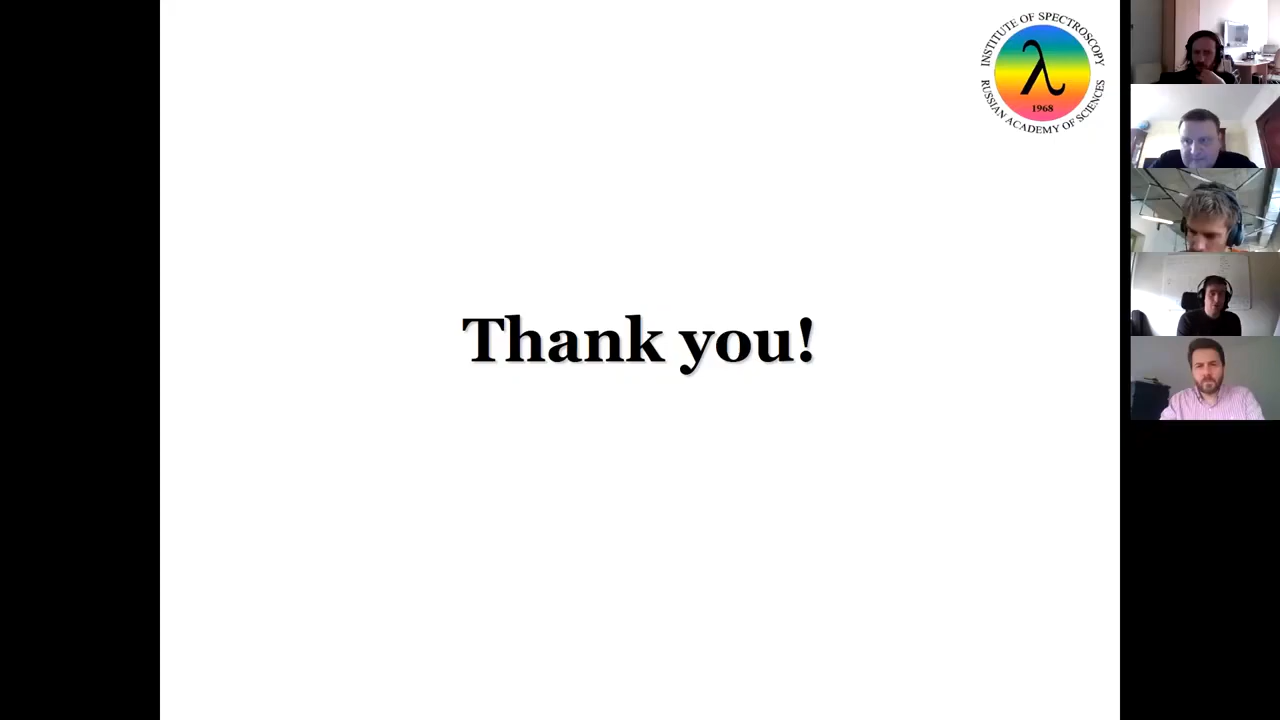 INSTITUTE OF SPECTROSCOPY
λ
1968
RUSSIAN ACADEMY OF SCIENCES
Thank you!